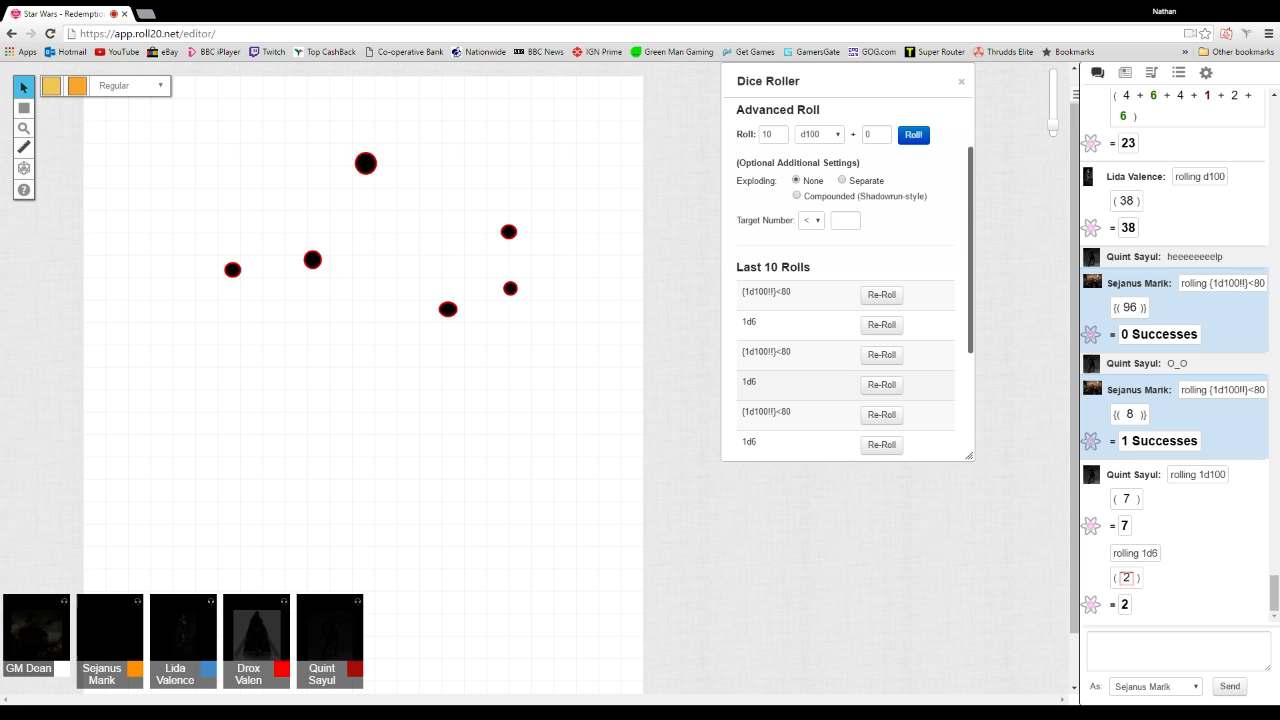 Star Wars - Redemptio
Nathan
https://app.roll20.net/editor/
Apps Hotmail YouTube eBay BBC iPlayer Twitch Top CashBack Co-operative Bank Nationwide BBC News IGN Prime Green Man Gaming Get Games GamersGate GOG.com Super Router Thrudds Elite Road » Other bookmarks
Bookmarks
Regular
Dice Roller ×
Advanced Roll
Roll: 10 d100 + 0 Roll!
(Optional Additional Settings)
Exploding: None Separate
Compounded (Shadowrun-style)
Target Number: <
Last 10 Rolls
{1d100!!}<80 Re-Roll
1d6 Re-Roll
{1d100!!}<80 Re-Roll
1d6 Re-Roll
{1d100!!}<80 Re-Roll
1d6 Re-Roll
( 4 + 6 + 4 + 1 + 2 +
6 )
= 23
Lida Valence: rolling d100
( 38 )
= 38
Quint Sayul: heeeeeeeelp
Sejanus Marik: rolling {1d100!!}<80
{( 96 )}
= 0 Successes
Quint Sayul: O_O
Sejanus Marik: rolling {1d100!!}<80
{( 8 )}
= 1 Successes
Quint Sayul: rolling 1d100
( 7 )
= 7
rolling 1d6
( 2 )
= 2
As: Sejanus Marik Send
GM Dean
Sejanus
Marik
Lida
Valence
Drox
Valen
Quint
Sayul